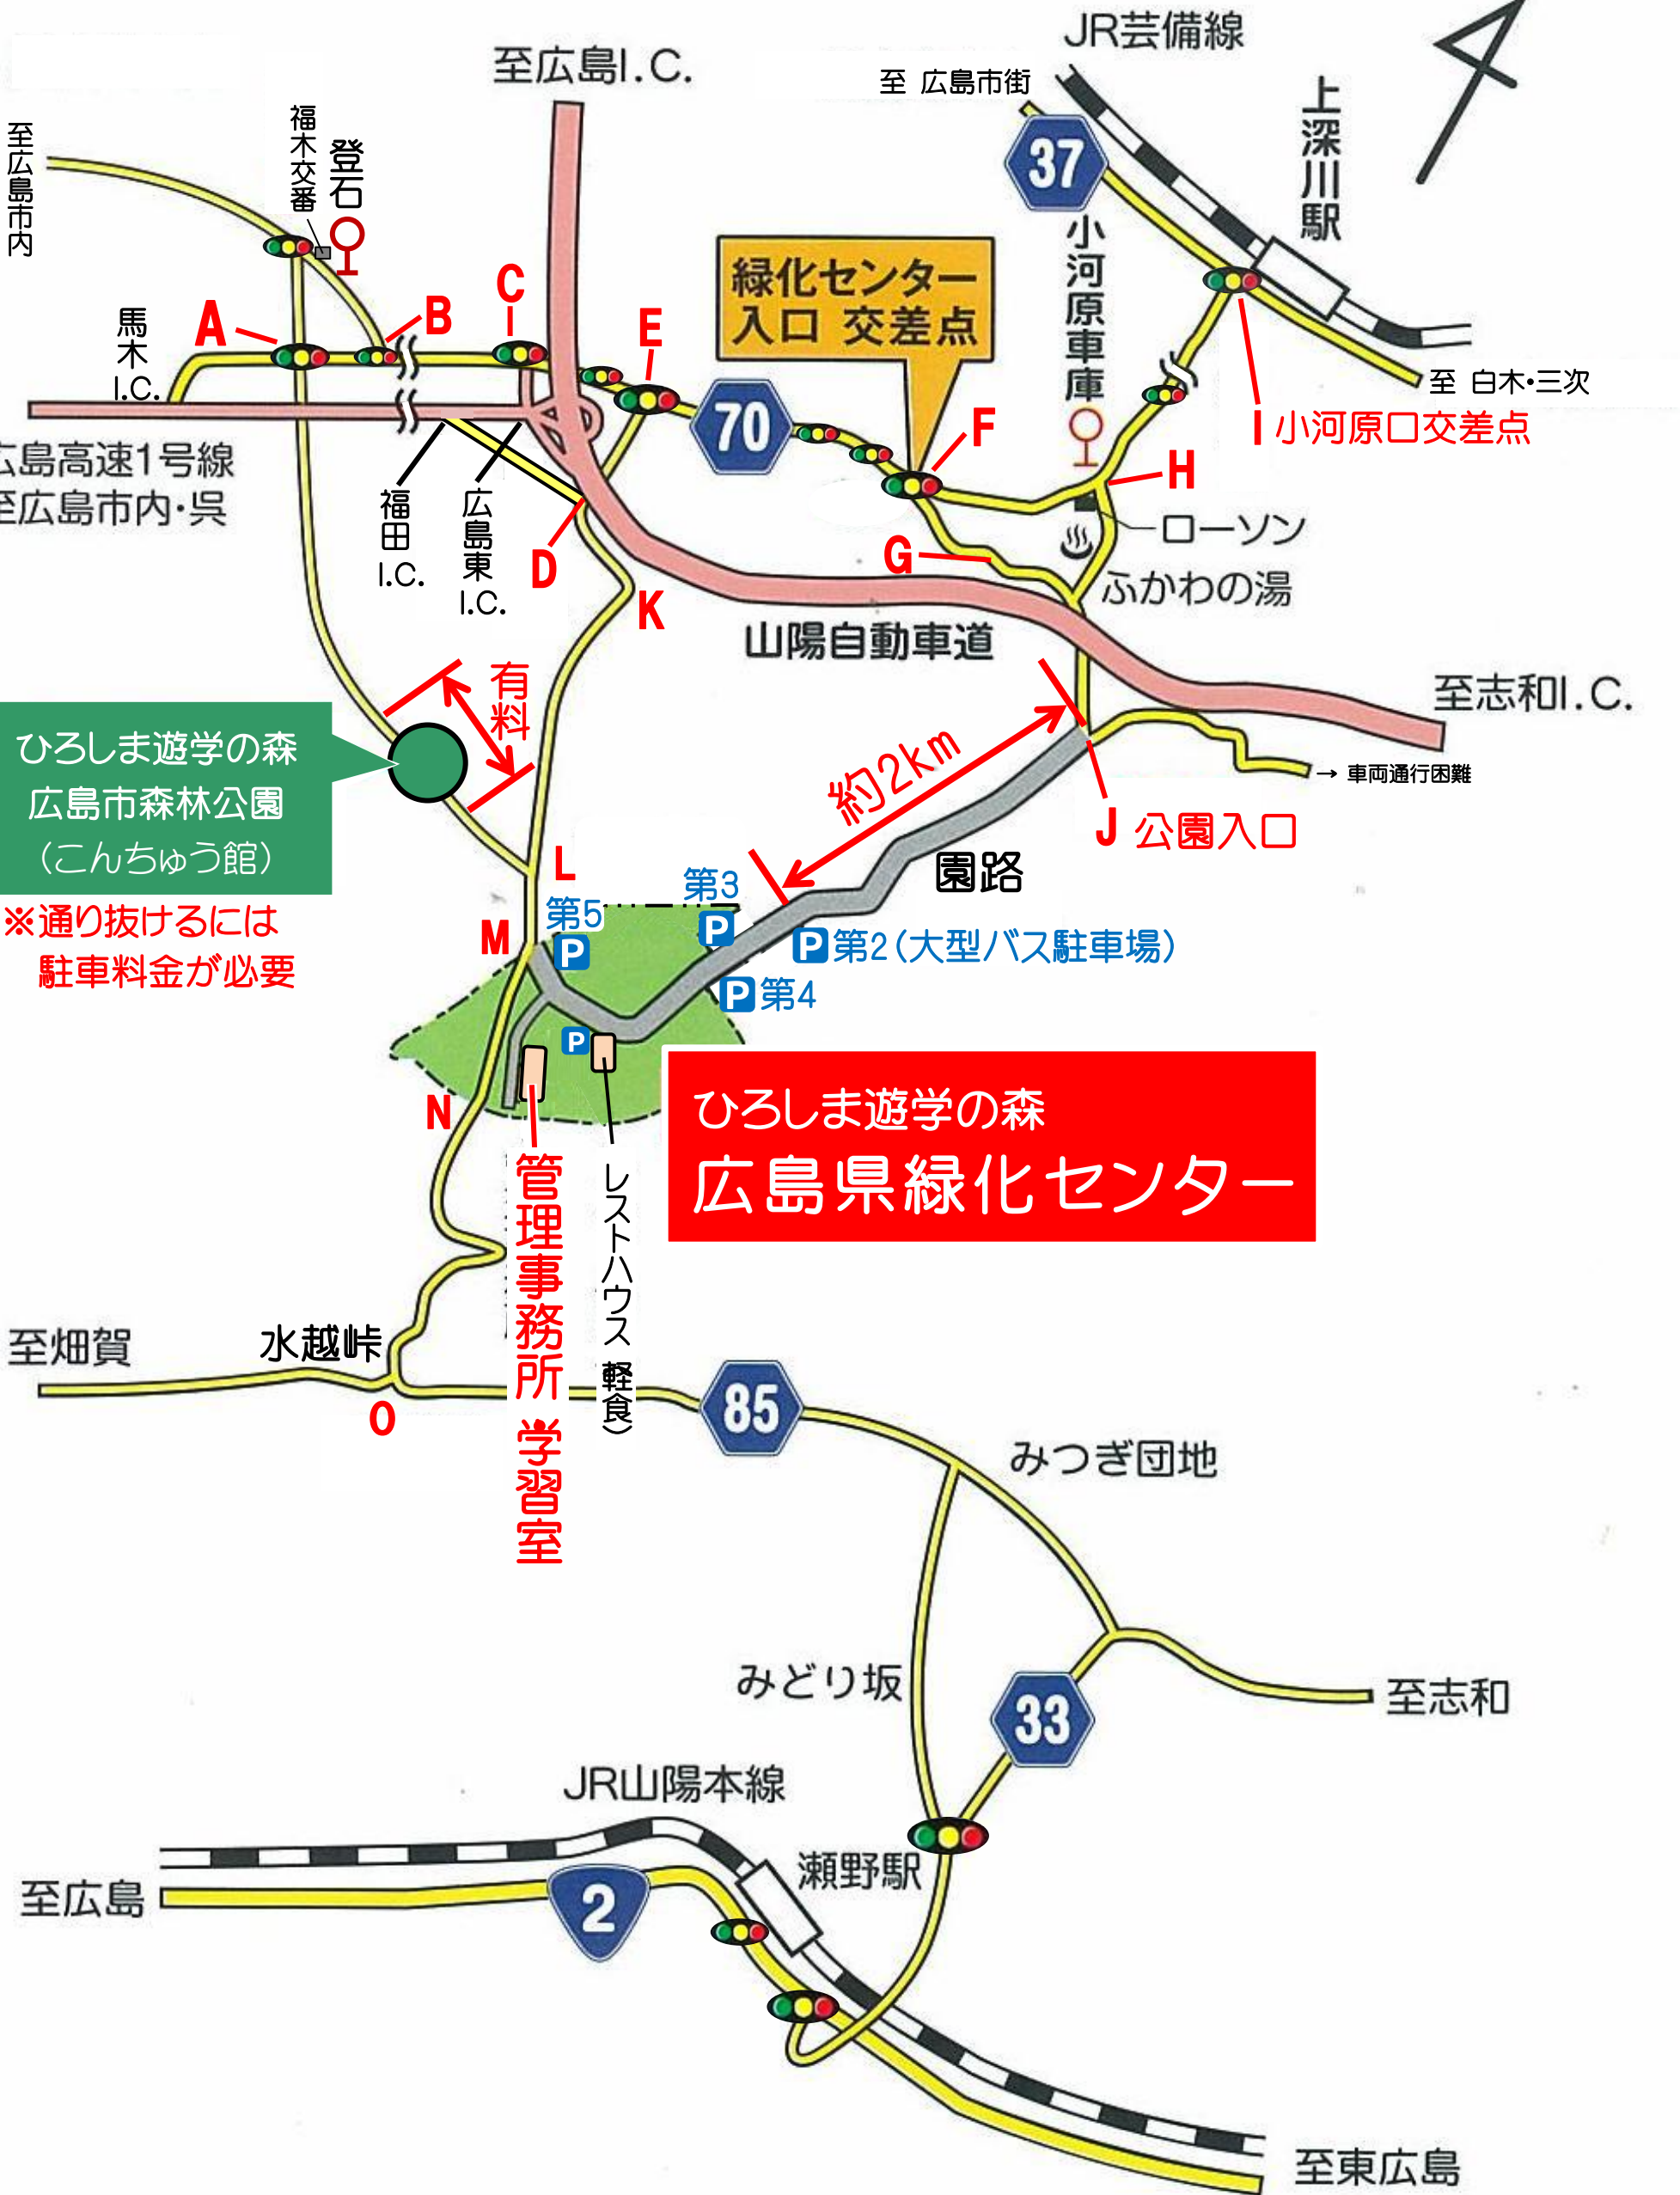 JR芸備線
至広島I.C.
至 広島市街
上深川駅
37
至広島市内
福木交番
登石
小河原車庫
緑化センター
入口 交差点
馬木
I.C.
A
B
C
E
70
F
至 白木・三次
I 小河原口交差点
H
広島高速1号線
至広島市内・呉
福田
I.C.
広島東
I.C.
D
G
ローソン
ふかわの湯
K
山陽自動車道
有料
至志和I.C.
ひろしま遊学の森
広島市森林公園
(こんちゅう館)
約2km
→ 車両通行困難
J 公園入口
L
園路
※通り抜けるには
駐車料金が必要
M
第5
P
第3
P
P 第2(大型バス駐車場)
P 第4
P
N
ひろしま遊学の森
広島県緑化センター
管理事務所 学習室
レストハウス 軽食)
至畑賀
水越峠
O
85
みつぎ団地
みどり坂
33
至志和
JR山陽本線
瀬野駅
至広島
2
至東広島